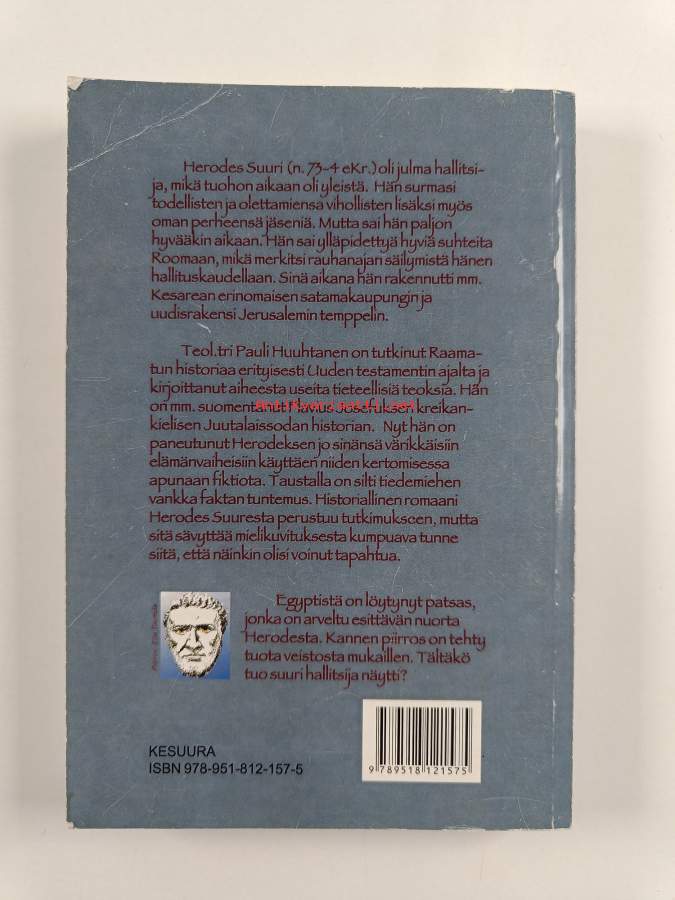 Herodes Suuri (n. 73-4 eKr.) oli julma hallitsi-
ja, mikä tuohon aikaan oli yleistä. Hän surmasi
todellisten ja olettamiensa vihollisten lisäksi myös
oman perheensä jäseniä. Mutta sai hän paljon
hyvääkin aikaan. Hän sai ylläpidettyä hyviä suhteita
Roomaan, mikä merkitsi rauhanajan säilymistä hänen
hallituskaudellaan. Sinä aikana hän rakennutti mm.
Kesarean erinomaisen satamakaupungin ja
uudisrakensi Jerusalemin temppelin.
Teol.tri Pauli Huuhtanen on tutkinut Raama-
tun historiaa erityisesti Uuden testamentin ajalta ja
kirjoittanut aiheesta useita tieteellisiä teoksia. Hän
on mm. suomentanut Flavius Josefuksen kreikan-
kielisen Juutalaissodan historian. Nyt hän on
paneutunut Herodeksen jo sinänsä värikkäisiin
elämänvaiheisiin käyttäen niiden kertomisessa
apunaan fiktiota. Taustalla on silti tiedemiehen
vankka faktan tuntemus. Historiallinen romaani
Herodes Suuresta perustuu tutkimukseen, mutta
sitä sävyttää mielikuvituksesta kumpuava tunne
siitä, että näinkin olisi voinut tapahtua.
Egyptistä on löytynyt patsas,
jonka on arveltu esittävän nuorta
Herodesta. Kannen piirros on tehty
tuota veistosta mukaillen. Tältäkö
tuo suuri hallitsija näytti?
KESUURA
ISBN 978-951-812-157-5
9 789518 121575